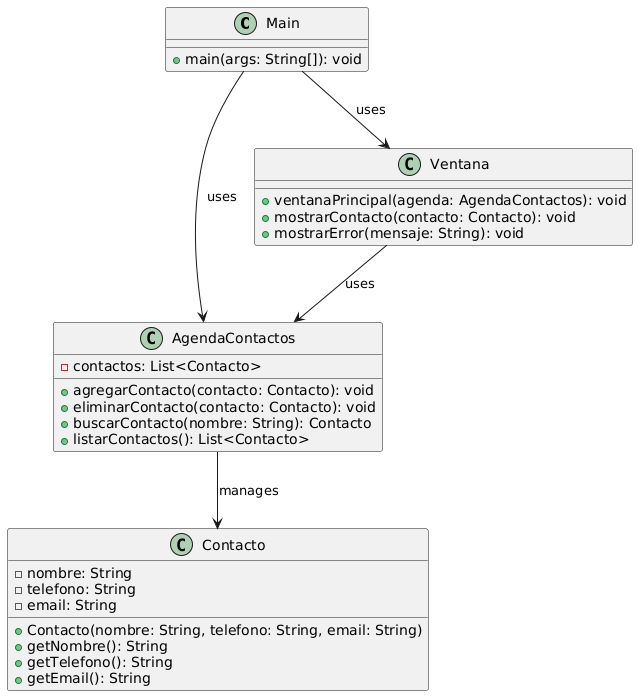 C Main
main(args: String[]): void
uses
C Ventana
ventanaPrincipal(agenda: AgendaContactos): void
mostrarContacto(contacto: Contacto): void
mostrarError(mensaje: String): void
uses
uses
C AgendaContactos
contactos: List<Contacto>
agregarContacto(contacto: Contacto): void
eliminarContacto(contacto: Contacto): void
buscarContacto(nombre: String): Contacto
listarContactos(): List<Contacto>
manages
C Contacto
nombre: String
telefono: String
email: String
Contacto(nombre: String, telefono: String, email: String)
getNombre(): String
getTelefono(): String
getEmail(): String